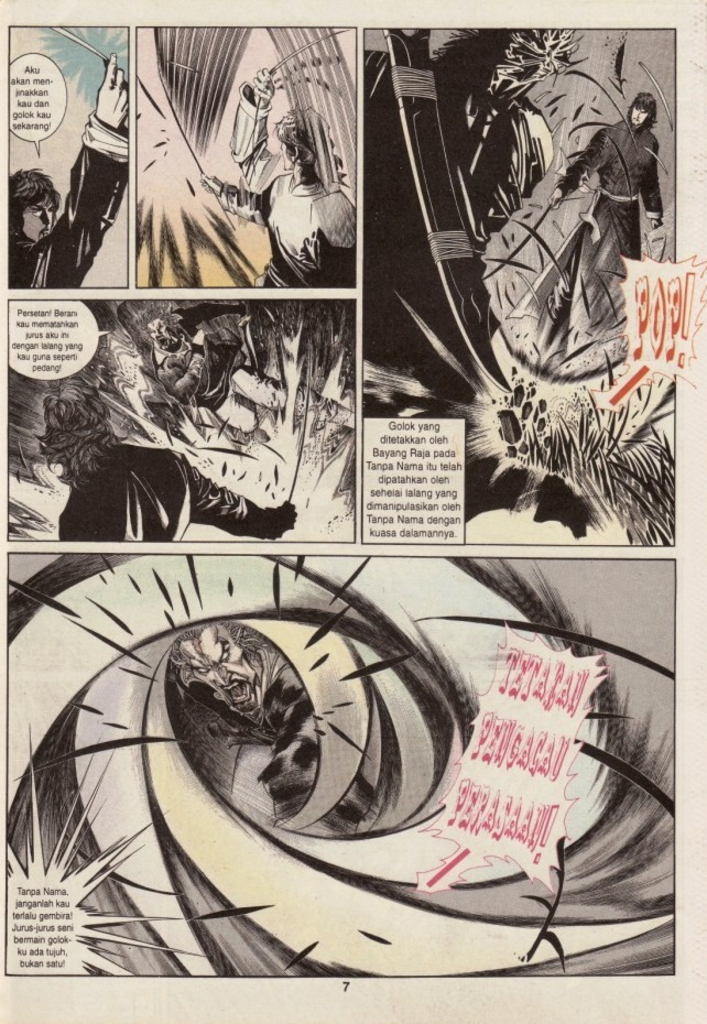 Aku
akan men-
jinakkan
kau dan
golok kau
sekarang!
POP!
Persetan! Berani
kau mematahkan
jurus aku ini
dengan lalang yang
kau guna seperti
pedang!
Golok yang
ditetakkan oleh
Bayang Raja pada
Tanpa Nama itu telah
dipatahkan oleh
sehelai lalang yang
dimanipulasikan oleh
Tanpa Nama dengan
kuasa dalamannya.
TETAKAN
PENGACAU
PERASAAN!
Tanpa Nama,
janganlah kau
terlalu gembira!
Jurus-jurus seni
bermain golok-
ku ada tujuh,
bukan satu!
7